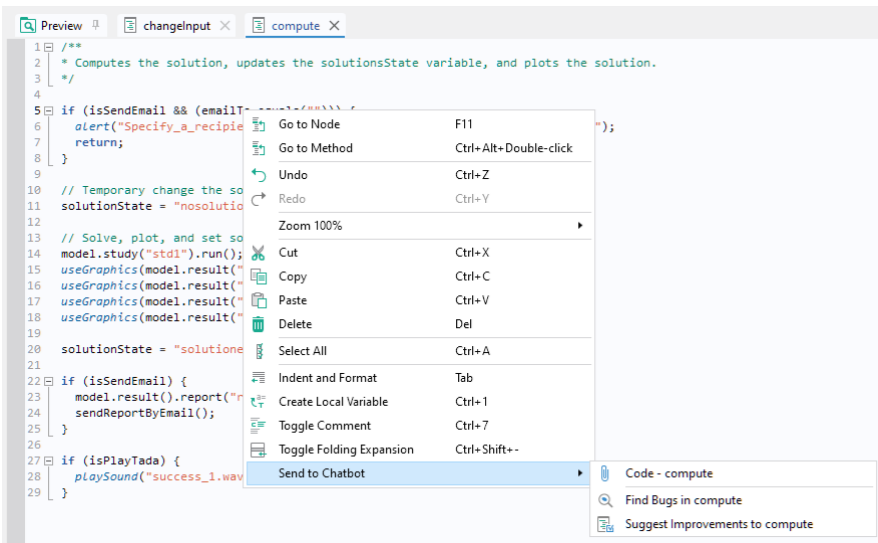 Preview changeInput compute
1 /**
2 * Computes the solution, updates the solutionsState variable, and plots the solution.
3 */
4
5 if (isSendEmail && (emailTo.equals(""))) {
6 alert("Specify_a_recipie ");
7 return;
8 }
9
10 // Temporary change the so
11 solutionState = "nosolutio
12
13 // Solve, plot, and set so
14 model.study("std1").run();
15 useGraphics(model.result("
16 useGraphics(model.result("
17 useGraphics(model.result("
18 useGraphics(model.result("
19
20 solutionState = "solutione
21
22 if (isSendEmail) {
23 model.result().report("r
24 sendReportByEmail();
25 }
26
27 if (isPlayTada) {
28 playSound("success_1.wav
29 }
Go to Node F11
Go to Method Ctrl+Alt+Double-click
Undo Ctrl+Z
Redo Ctrl+Y
Zoom 100%
Cut Ctrl+X
Copy Ctrl+C
Paste Ctrl+V
Delete Del
Select All Ctrl+A
Indent and Format Tab
Create Local Variable Ctrl+1
Toggle Comment Ctrl+7
Toggle Folding Expansion Ctrl+Shift+-
Send to Chatbot
Code - compute
Find Bugs in compute
Suggest Improvements to compute